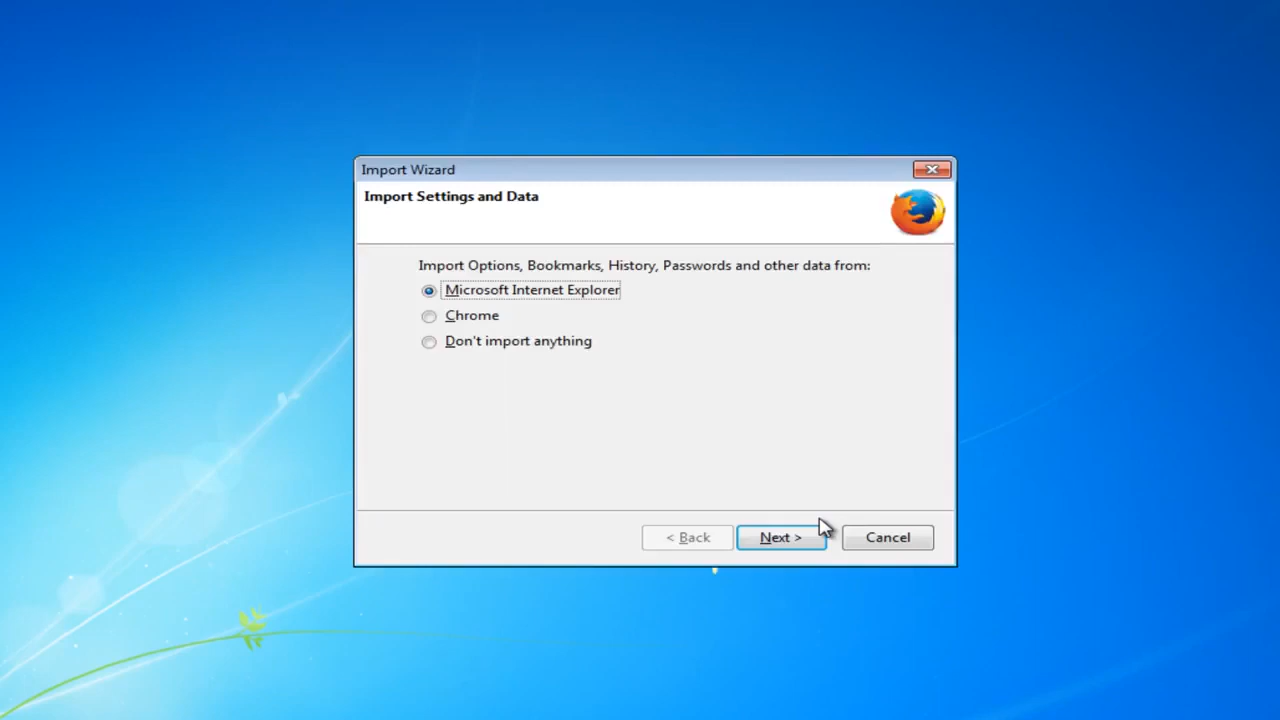 Import Wizard
Import Settings and Data
Import Options, Bookmarks, History, Passwords and other data from:
Microsoft Internet Explorer
Chrome
Don't import anything
< Back Next > Cancel